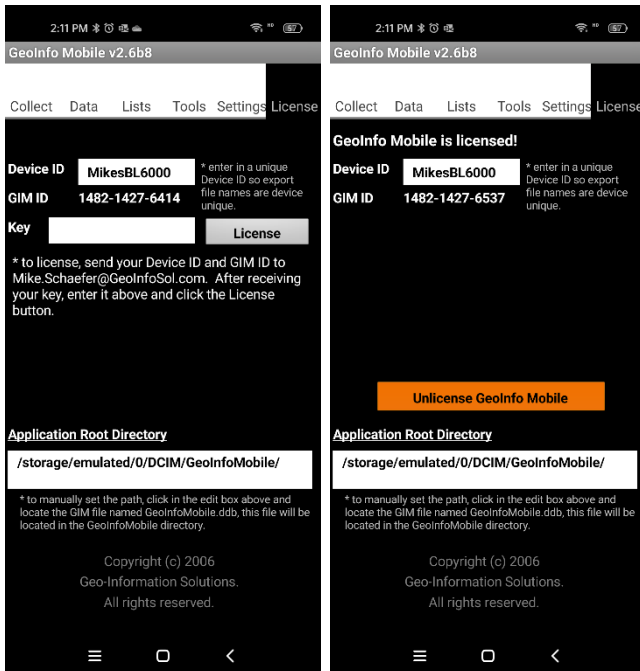 2:11 PM
57
GeoInfo Mobile v2.6b8
Collect Data Lists Tools Settings License
Device ID MikesBL6000
* enter in a unique
Device ID so export
file names are device
unique.
GIM ID 1482-1427-6414
Key License
* to license, send your Device ID and GIM ID to
Mike.Schaefer@GeoInfoSol.com. After receiving
your key, enter it above and click the License
button.
Application Root Directory
/storage/emulated/0/DCIM/GeoInfoMobile/
* to manually set the path, click in the edit box above and
locate the GIM file named GeoInfoMobile.ddb, this file will be
located in the GeoInfoMobile directory.
Copyright (c) 2006
Geo-Information Solutions.
All rights reserved.
2:11 PM
57
GeoInfo Mobile v2.6b8
Collect Data Lists Tools Settings License
GeoInfo Mobile is licensed!
Device ID MikesBL6000
* enter in a unique
Device ID so export
file names are device
unique.
GIM ID 1482-1427-6537
Unlicense GeoInfo Mobile
Application Root Directory
/storage/emulated/0/DCIM/GeoInfoMobile/
* to manually set the path, click in the edit box above and
locate the GIM file named GeoInfoMobile.ddb, this file will be
located in the GeoInfoMobile directory.
Copyright (c) 2006
Geo-Information Solutions.
All rights reserved.